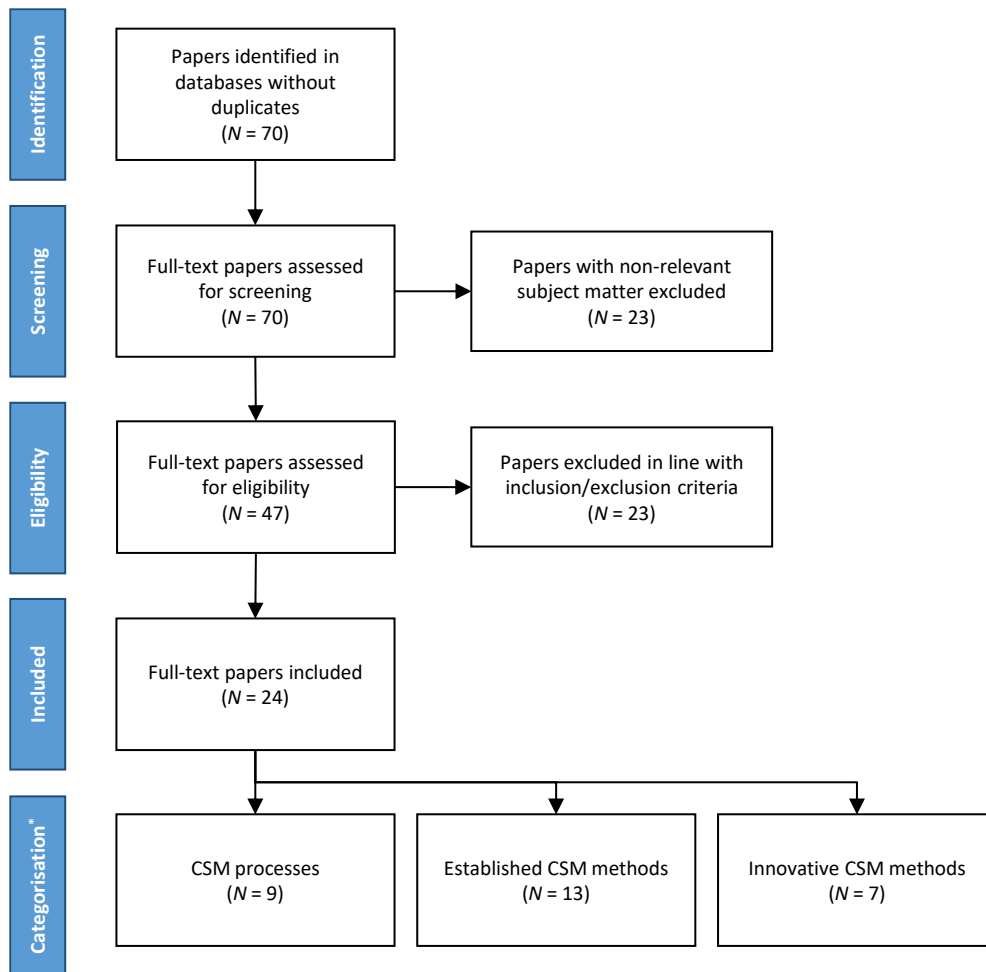 Identification
Papers identified in
databases without
duplicates
(N = 70)
Screening
Full-text papers assessed
for screening
(N = 70)
Papers with non-relevant
subject matter excluded
(N = 23)
Eligibility
Full-text papers assessed
for eligibility
(N = 47)
Papers excluded in line with
inclusion/exclusion criteria
(N = 23)
Included
Full-text papers included
(N = 24)
Categorisation*
CSM processes
(N = 9)
Established CSM methods
(N = 13)
Innovative CSM methods
(N = 7)